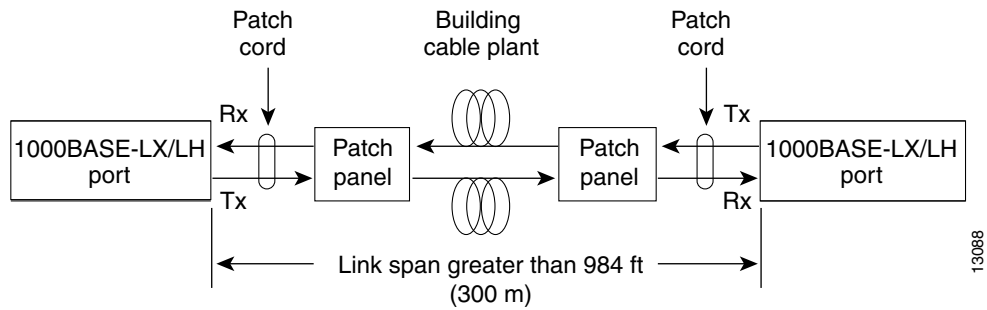 Patch
cord
Building
cable plant
Patch
cord
Rx
Tx
1000BASE-LX/LH
port
Patch
panel
Patch
panel
1000BASE-LX/LH
port
Tx
Rx
Link span greater than 984 ft
(300 m)
13088